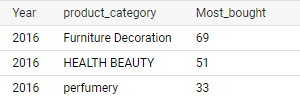 Year product_category Most_bought
2016 Furniture Decoration 69
2016 HEALTH BEAUTY 51
2016 perfumery 33